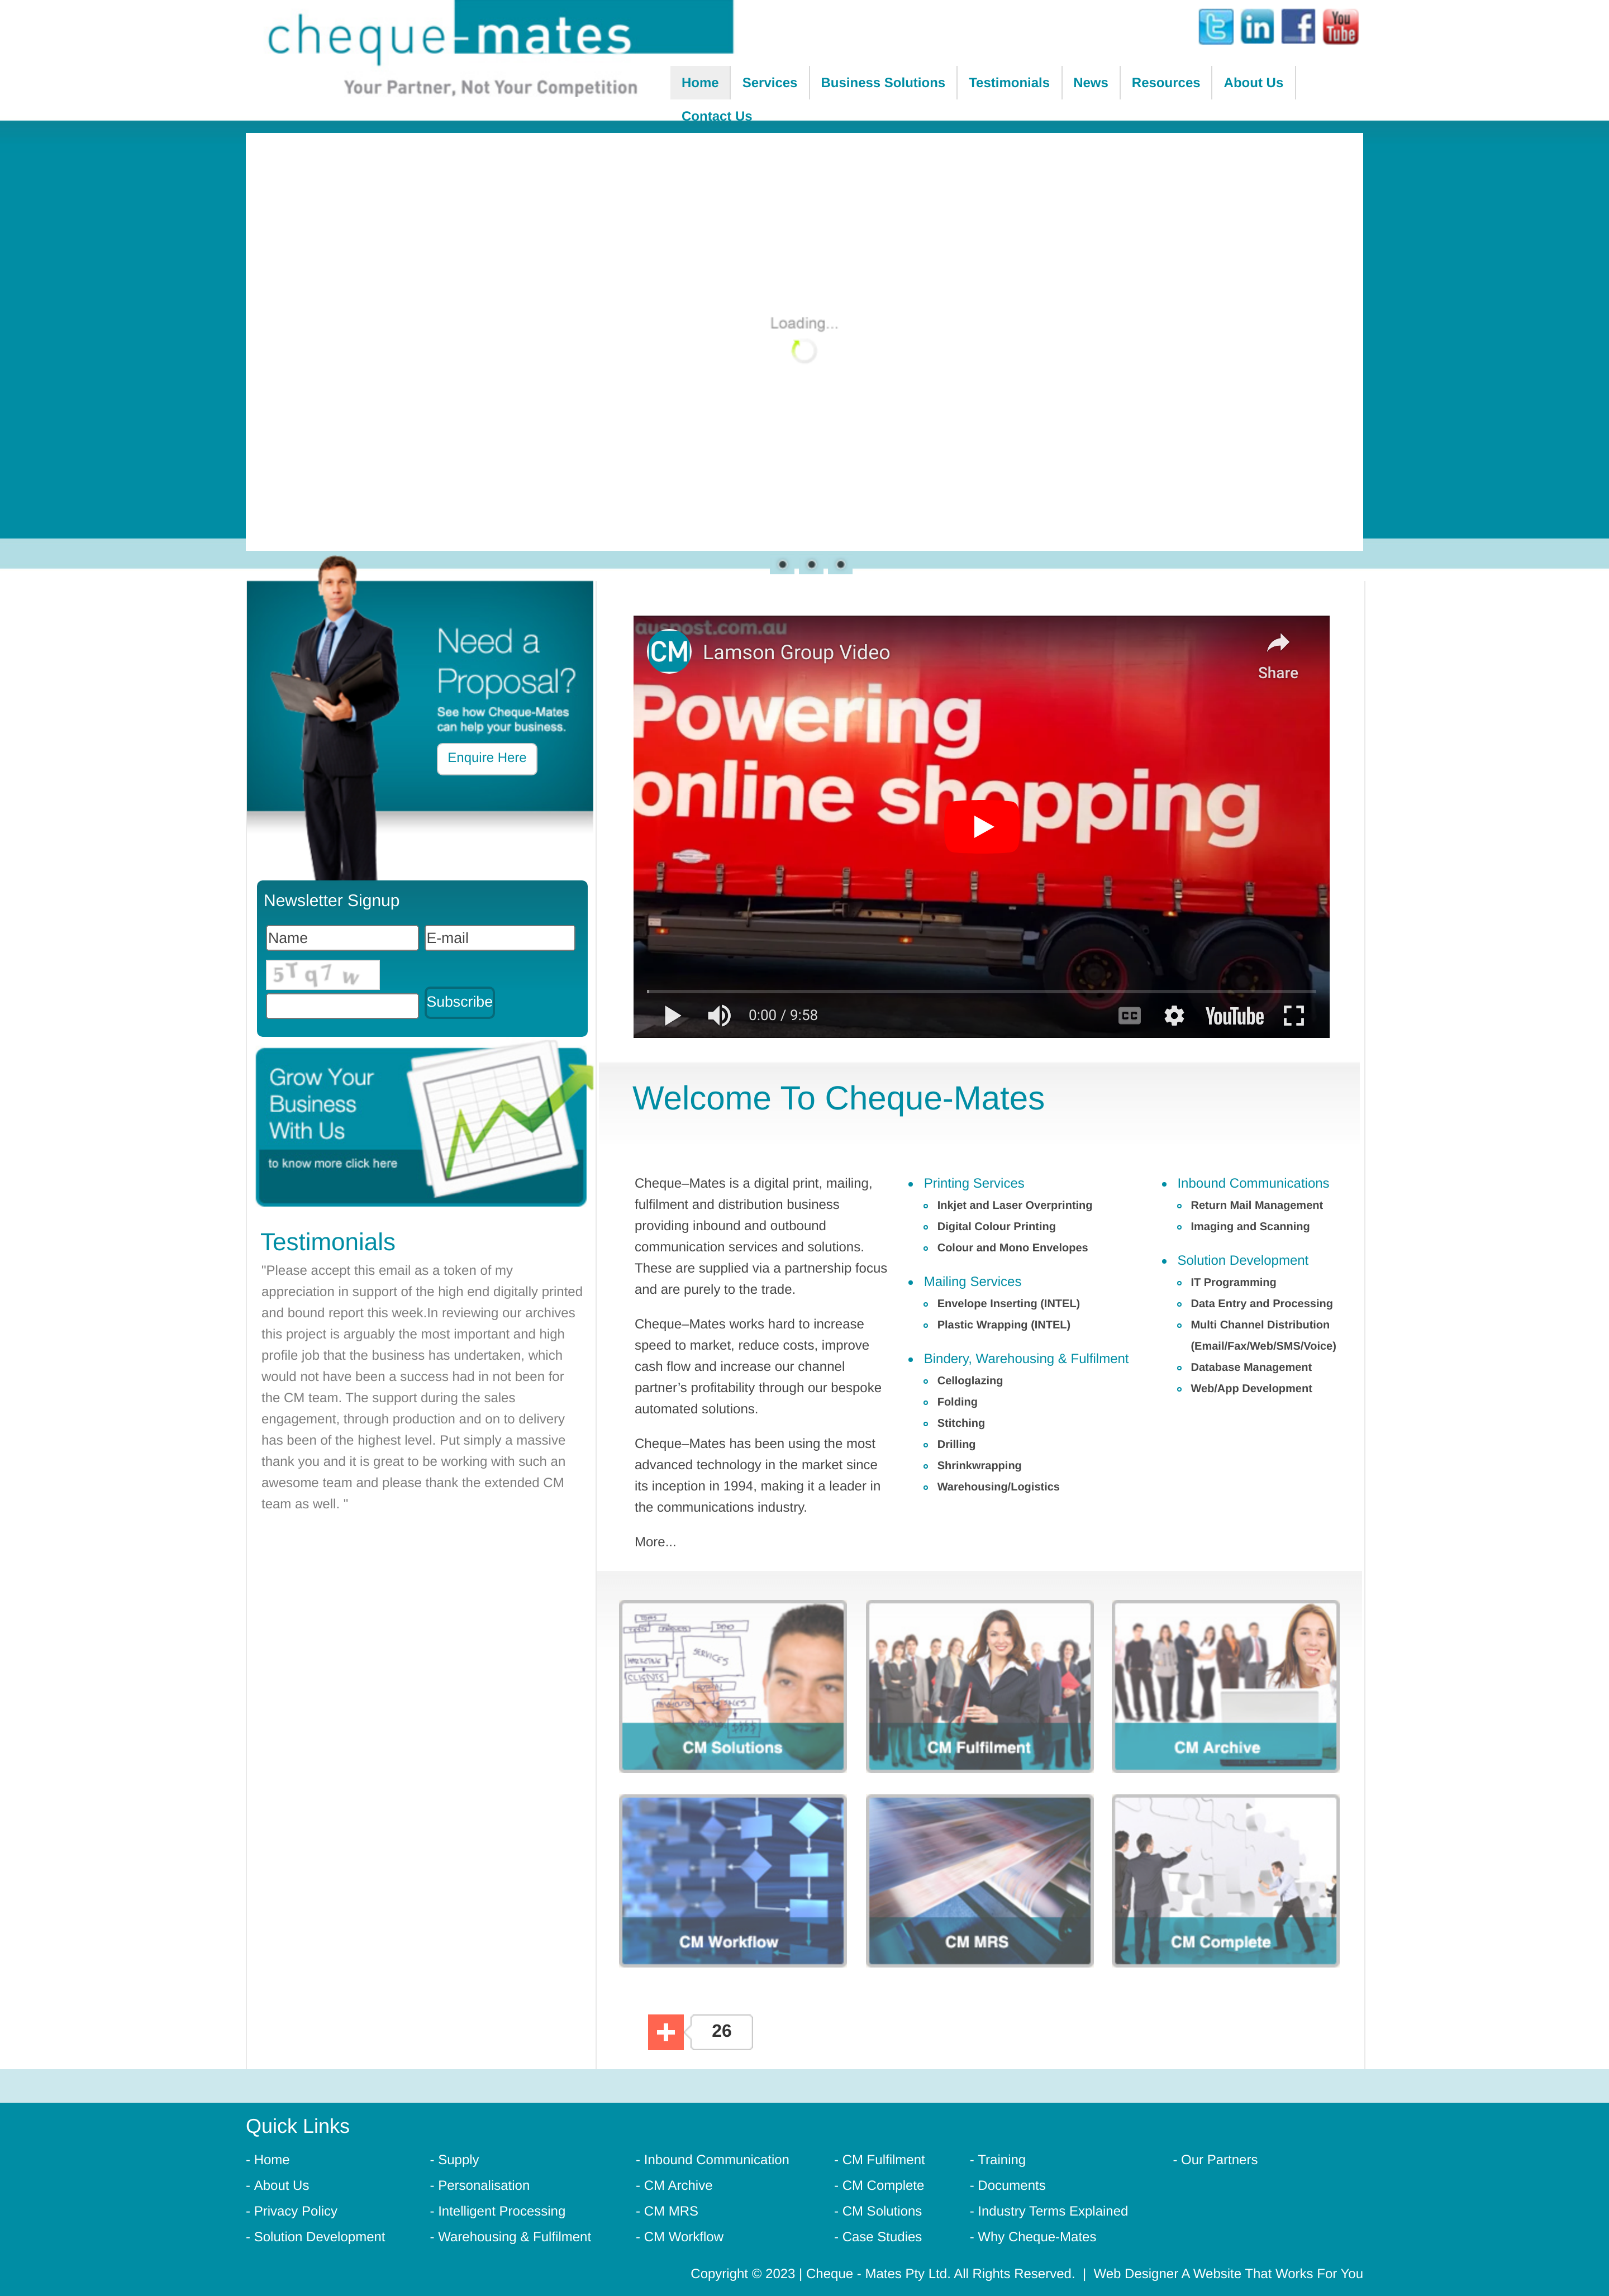 cheque-mates
Your Partner, Not Your Competition
You
Tube
Home
Services
Business Solutions
Testimonials
News
Resources
About Us
Contact Us
Loading...
Need a
Proposal?
See how Cheque-Mates
can help your business.
Enquire Here
Newsletter Signup
Name
E-mail
5Tq7w
Subscribe
Grow Your
Business
With Us
to know more click here
Testimonials
"Please accept this email as a token of my
appreciation in support of the high end digitally printed
and bound report this week.In reviewing our archives
this project is arguably the most important and high
profile job that the business has undertaken, which
would not have been a success had in not been for
the CM team. The support during the sales
engagement, through production and on to delivery
has been of the highest level. Put simply a massive
thank you and it is great to be working with such an
awesome team and please thank the extended CM
team as well. "
auspost.com.au
CM
Lamson Group Video
Share
Powering
online shopping
0:00 / 9:58
CC
YouTube
Welcome To Cheque-Mates
Cheque–Mates is a digital print, mailing,
fulfilment and distribution business
providing inbound and outbound
communication services and solutions.
These are supplied via a partnership focus
and are purely to the trade.
Cheque–Mates works hard to increase
speed to market, reduce costs, improve
cash flow and increase our channel
partner’s profitability through our bespoke
automated solutions.
Cheque–Mates has been using the most
advanced technology in the market since
its inception in 1994, making it a leader in
the communications industry.
More...
Printing Services
Inkjet and Laser Overprinting
Digital Colour Printing
Colour and Mono Envelopes
Mailing Services
Envelope Inserting (INTEL)
Plastic Wrapping (INTEL)
Bindery, Warehousing & Fulfilment
Celloglazing
Folding
Stitching
Drilling
Shrinkwrapping
Warehousing/Logistics
Inbound Communications
Return Mail Management
Imaging and Scanning
Solution Development
IT Programming
Data Entry and Processing
Multi Channel Distribution
(Email/Fax/Web/SMS/Voice)
Database Management
Web/App Development
SERVICES
CLIENTS
CM Solutions
CM Fulfilment
CM Archive
CM Workflow
CM MRS
CM Complete
26
Quick Links
- Home
- About Us
- Privacy Policy
- Solution Development
- Supply
- Personalisation
- Intelligent Processing
- Warehousing & Fulfilment
- Inbound Communication
- CM Archive
- CM MRS
- CM Workflow
- CM Fulfilment
- CM Complete
- CM Solutions
- Case Studies
- Training
- Documents
- Industry Terms Explained
- Why Cheque-Mates
- Our Partners
Copyright © 2023 | Cheque - Mates Pty Ltd. All Rights Reserved. | Web Designer A Website That Works For You